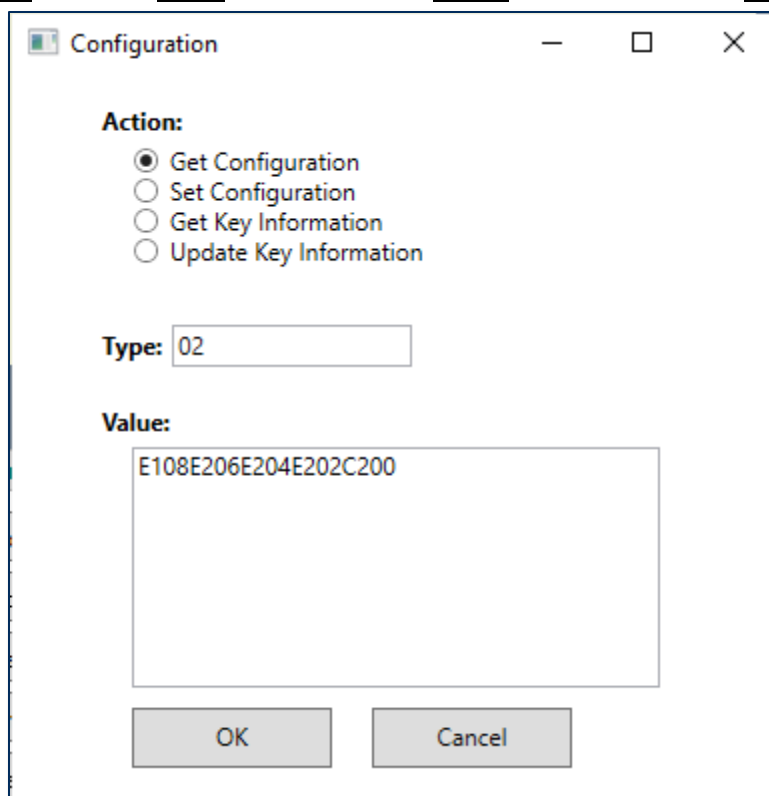 Configuration
Action:
Get Configuration
Set Configuration
Get Key Information
Update Key Information
Type: 02
Value:
E108E206E204E202C200
OK Cancel